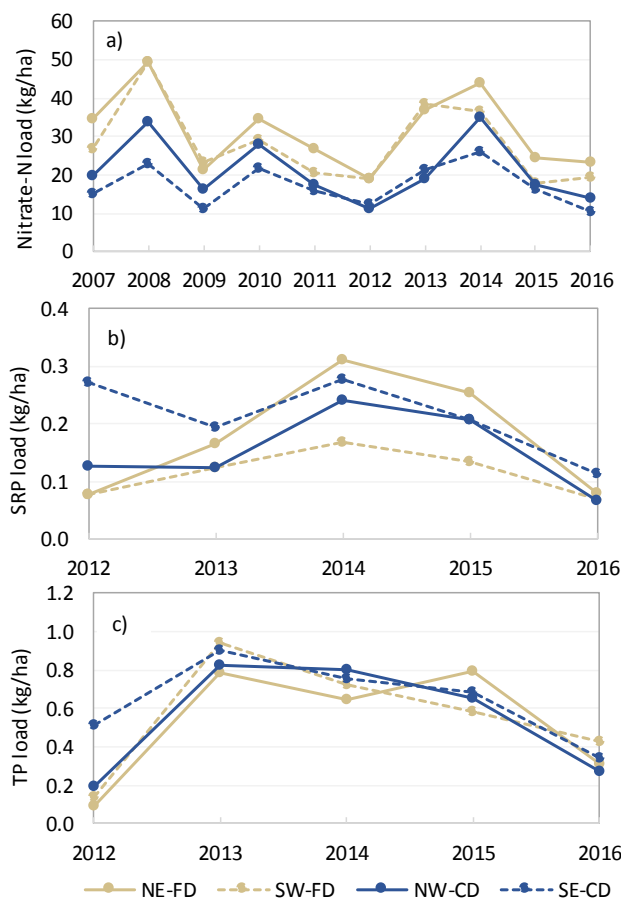 a)
Nitrate-N load (kg/ha)
60
50
40
30
20
10
0
2007 2008 2009 2010 2011 2012 2013 2014 2015 2016
b)
SRP load (kg/ha)
0.4
0.3
0.2
0.1
0.0
2012 2013 2014 2015 2016
c)
TP load (kg/ha)
1.2
1.0
0.8
0.6
0.4
0.2
0.0
2012 2013 2014 2015 2016
NE-FD SW-FD NW-CD SE-CD